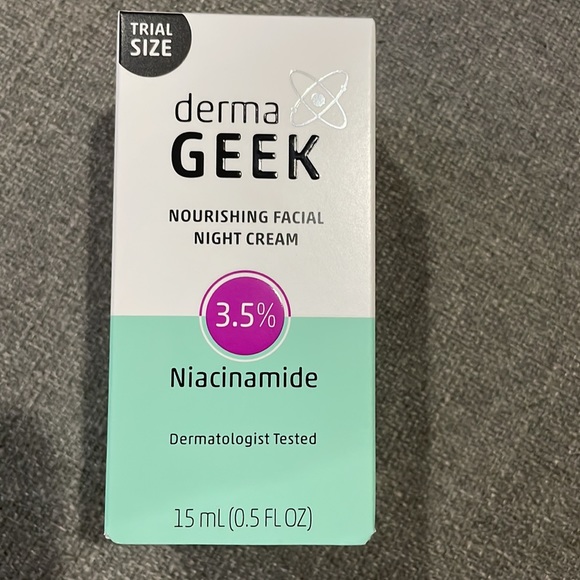 TRIAL
SIZE
derma
GEEK
NOURISHING FACIAL
NIGHT CREAM
3.5%
Niacinamide
Dermatologist Tested
15 mL (0.5 FL OZ)